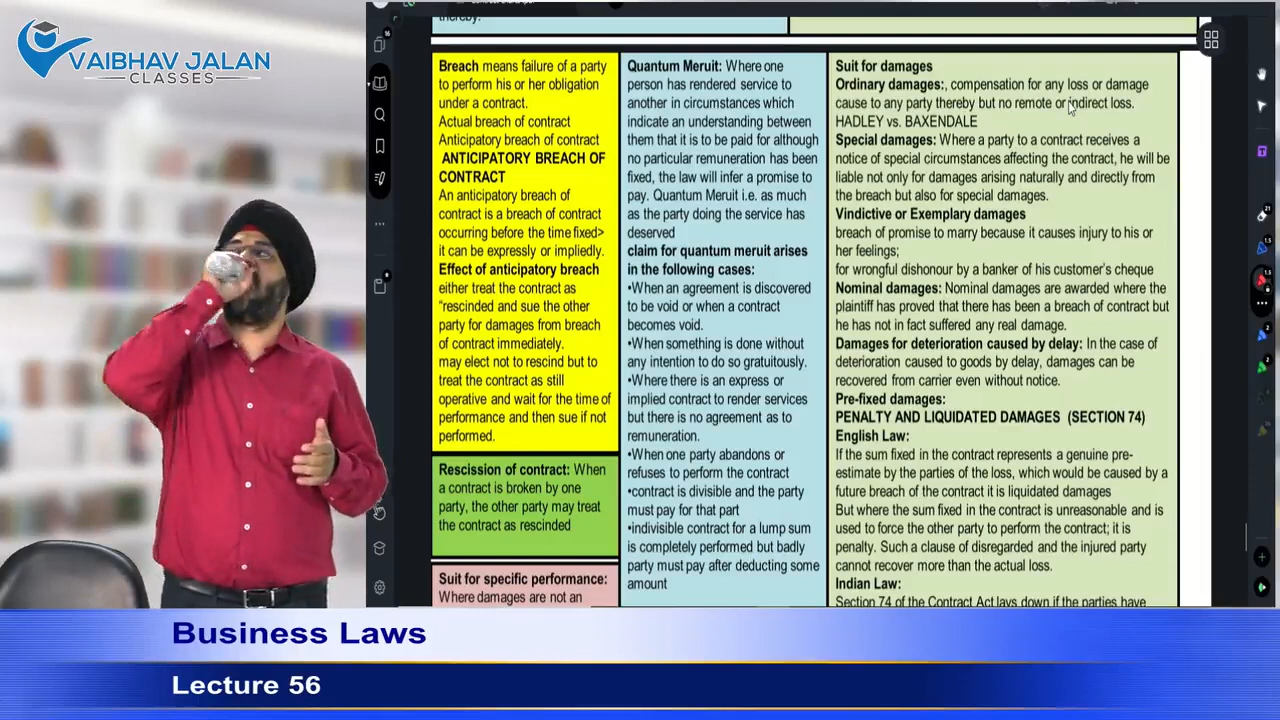 VAIBHAV JALAN
CLASSES
thereby.
Breach means failure of a party
to perform his or her obligation
under a contract.
Actual breach of contract
Anticipatory breach of contract
ANTICIPATORY BREACH OF
CONTRACT
An anticipatory breach of
contract is a breach of contract
occurring before the time fixed>
it can be expressly or impliedly.
Effect of anticipatory breach
either treat the contract as
“rescinded and sue the other
party for damages from breach
of contract immediately.
may elect not to rescind but to
treat the contract as still
operative and wait for the time of
performance and then sue if not
performed.
Rescission of contract: When
a contract is broken by one
party, the other party may treat
the contract as rescinded
Suit for specific performance:
Where damages are not an
Quantum Meruit: Where one
person has rendered service to
another in circumstances which
indicate an understanding between
them that it is to be paid for although
no particular remuneration has been
fixed, the law will infer a promise to
pay. Quantum Meruit i.e. as much
as the party doing the service has
deserved
claim for quantum meruit arises
in the following cases:
•When an agreement is discovered
to be void or when a contract
becomes void.
•When something is done without
any intention to do so gratuitously.
•Where there is an express or
implied contract to render services
but there is no agreement as to
remuneration.
•When one party abandons or
refuses to perform the contract
•contract is divisible and the party
must pay for that part
•indivisible contract for a lump sum
is completely performed but badly
party must pay after deducting some
amount
Suit for damages
Ordinary damages:, compensation for any loss or damage
cause to any party thereby but no remote or indirect loss.
HADLEY vs. BAXENDALE
Special damages: Where a party to a contract receives a
notice of special circumstances affecting the contract, he will be
liable not only for damages arising naturally and directly from
the breach but also for special damages.
Vindictive or Exemplary damages
breach of promise to marry because it causes injury to his or
her feelings;
for wrongful dishonour by a banker of his customer’s cheque
Nominal damages: Nominal damages are awarded where the
plaintiff has proved that there has been a breach of contract but
he has not in fact suffered any real damage.
Damages for deterioration caused by delay: In the case of
deterioration caused to goods by delay, damages can be
recovered from carrier even without notice.
Pre-fixed damages:
PENALTY AND LIQUIDATED DAMAGES (SECTION 74)
English Law:
If the sum fixed in the contract represents a genuine pre-
estimate by the parties of the loss, which would be caused by a
future breach of the contract it is liquidated damages
But where the sum fixed in the contract is unreasonable and is
used to force the other party to perform the contract; it is
penalty. Such a clause of disregarded and the injured party
cannot recover more than the actual loss.
Indian Law:
Section 74 of the Contract Act lays down if the parties have
Business Laws
Lecture 56